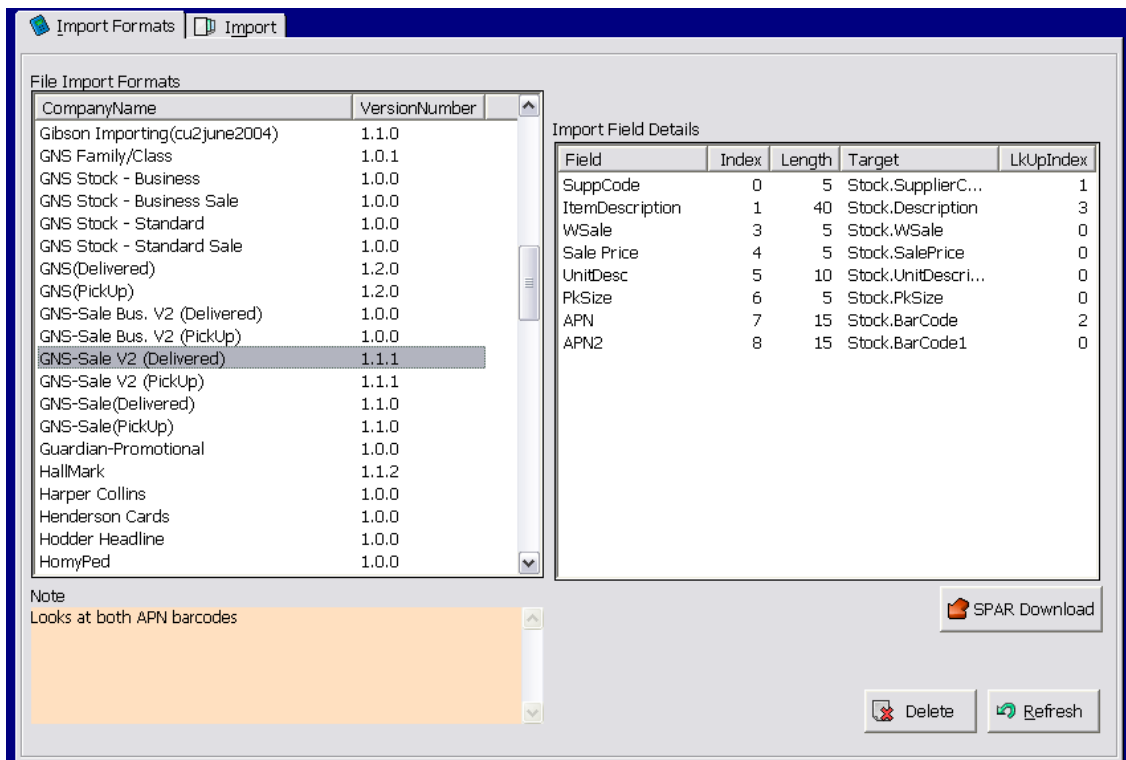 Import Formats Import
File Import Formats
CompanyName VersionNumber
Gibson Importing(cu2june2004) 1.1.0
GNS Family/Class 1.0.1
GNS Stock - Business 1.0.0
GNS Stock - Business Sale 1.0.0
GNS Stock - Standard 1.0.0
GNS Stock - Standard Sale 1.0.0
GNS(Delivered) 1.2.0
GNS(PickUp) 1.2.0
GNS-Sale Bus. V2 (Delivered) 1.0.0
GNS-Sale Bus. V2 (PickUp) 1.0.0
GNS-Sale V2 (Delivered) 1.1.1
GNS-Sale V2 (PickUp) 1.1.1
GNS-Sale(Delivered) 1.1.0
GNS-Sale(PickUp) 1.1.0
Guardian-Promotional 1.0.0
HallMark 1.1.2
Harper Collins 1.0.0
Henderson Cards 1.0.0
Hodder Headline 1.0.0
HomyPed 1.0.0
Import Field Details
Field Index Length Target LkUpIndex
SuppCode 0 5 Stock.SupplierC... 1
ItemDescription 1 40 Stock.Description 3
WSale 3 5 Stock.WSale 0
Sale Price 4 5 Stock.SalePrice 0
UnitDesc 5 10 Stock.UnitDescri... 0
PkSize 6 5 Stock.PkSize 0
APN 7 15 Stock.BarCode 2
APN2 8 15 Stock.BarCode1 0
Note
Looks at both APN barcodes
SPAR Download
Delete Refresh